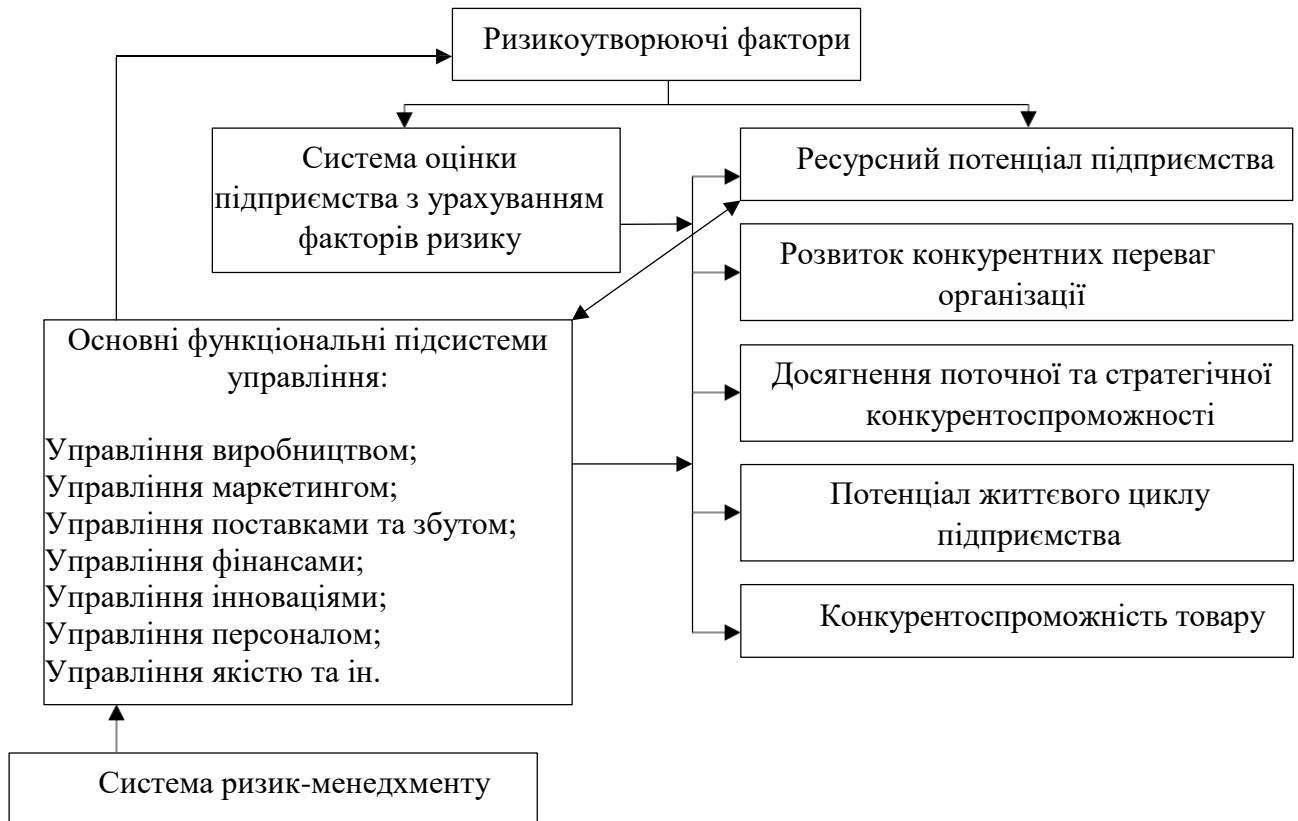 Ризикоутворюючі фактори
Система оцінки
підприємства з урахуванням
факторів ризику
Ресурсний потенціал підприємства
Розвиток конкурентних переваг
організації
Основні функціональні підсистеми
управління:
Управління виробництвом;
Управління маркетингом;
Управління поставками та збутом;
Управління фінансами;
Управління інноваціями;
Управління персоналом;
Управління якістю та ін.
Досягнення поточної та стратегічної
конкурентоспроможності
Потенціал життєвого циклу
підприємства
Конкурентоспроможність товару
Система ризик-менедхменту